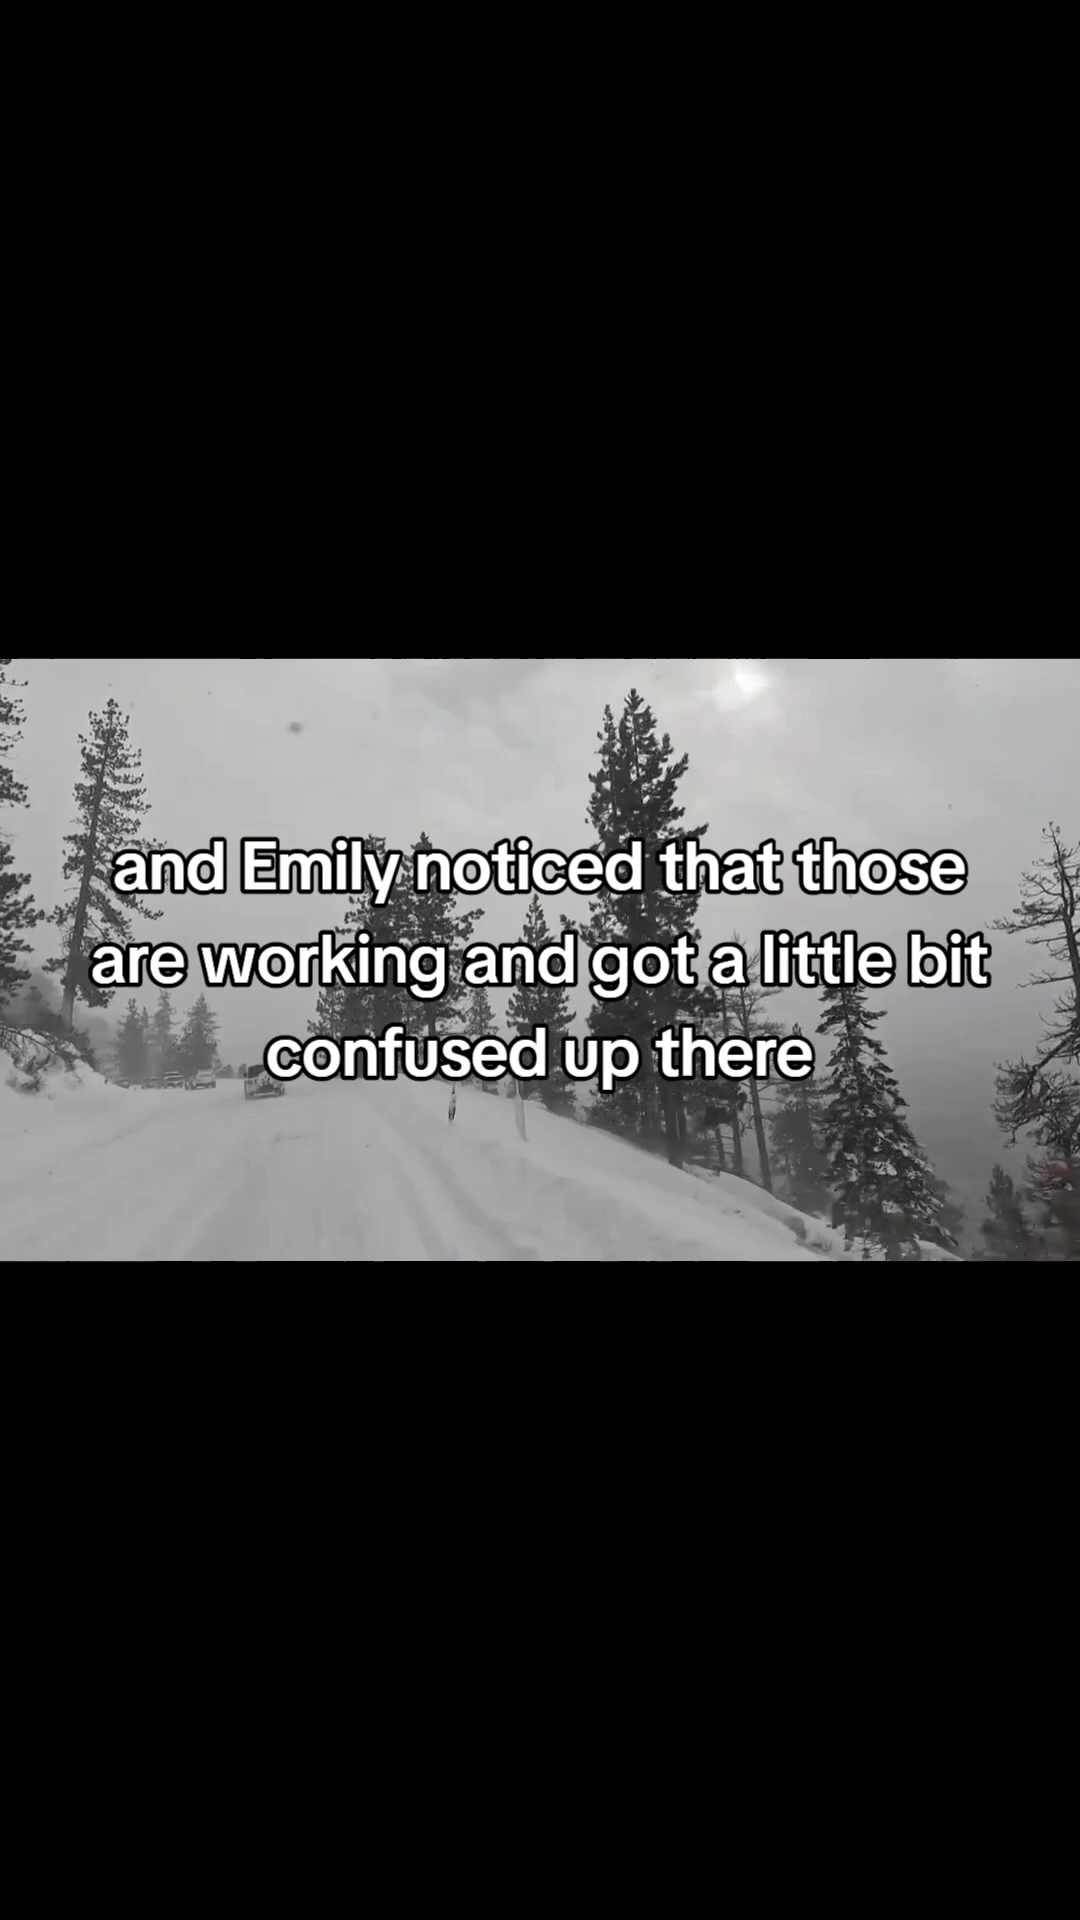 and Emily noticed that those
are working and got a little bit
confused up there